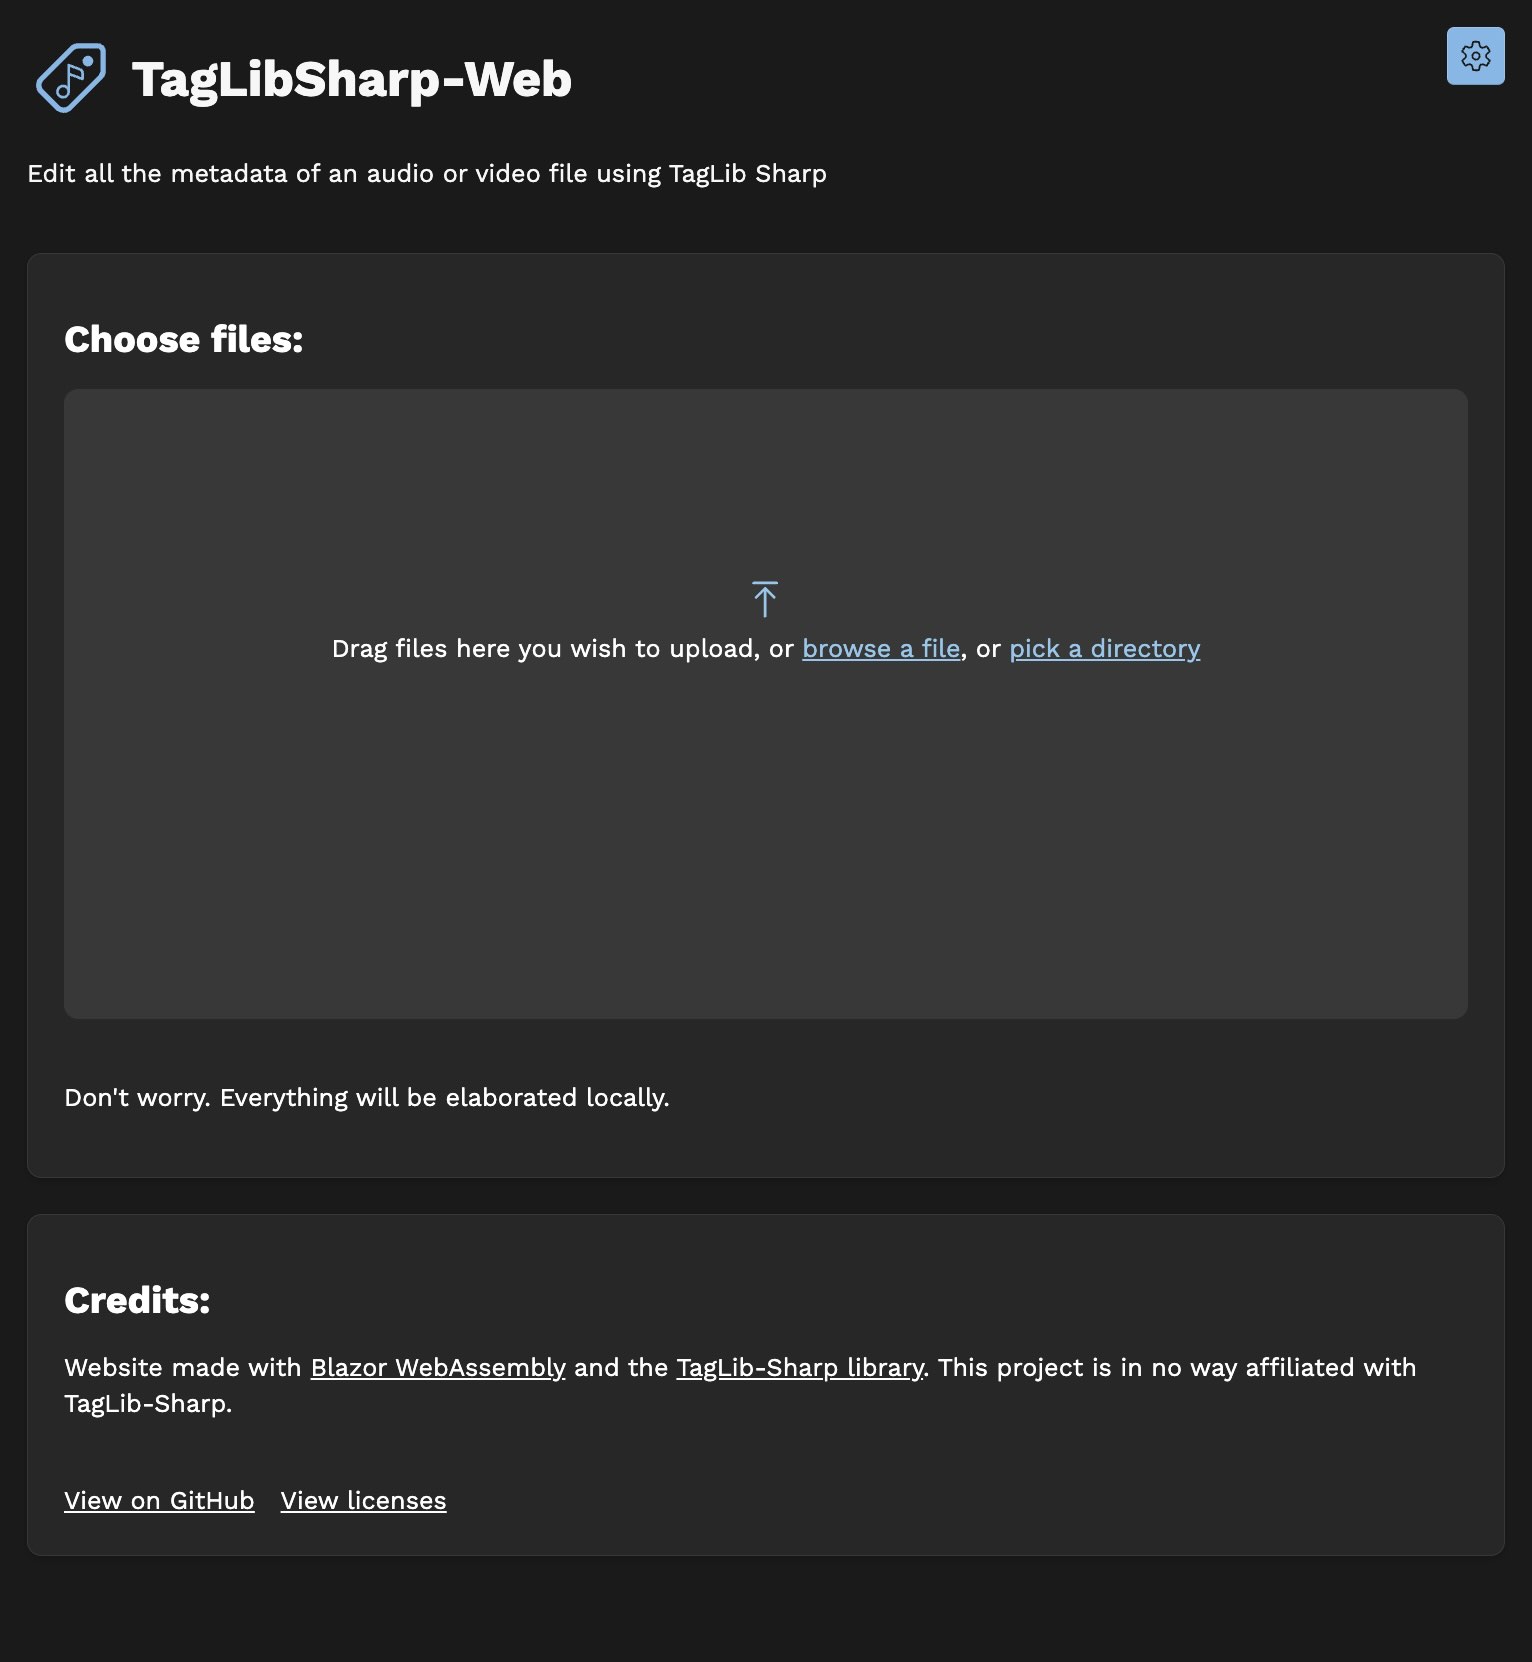 TagLibSharp-Web
Edit all the metadata of an audio or video file using TagLib Sharp
Choose files:
Drag files here you wish to upload, or browse a file, or pick a directory
Don't worry. Everything will be elaborated locally.
Credits:
Website made with Blazor WebAssembly and the TagLib-Sharp library. This project is in no way affiliated with
TagLib-Sharp.
View on GitHub View licenses